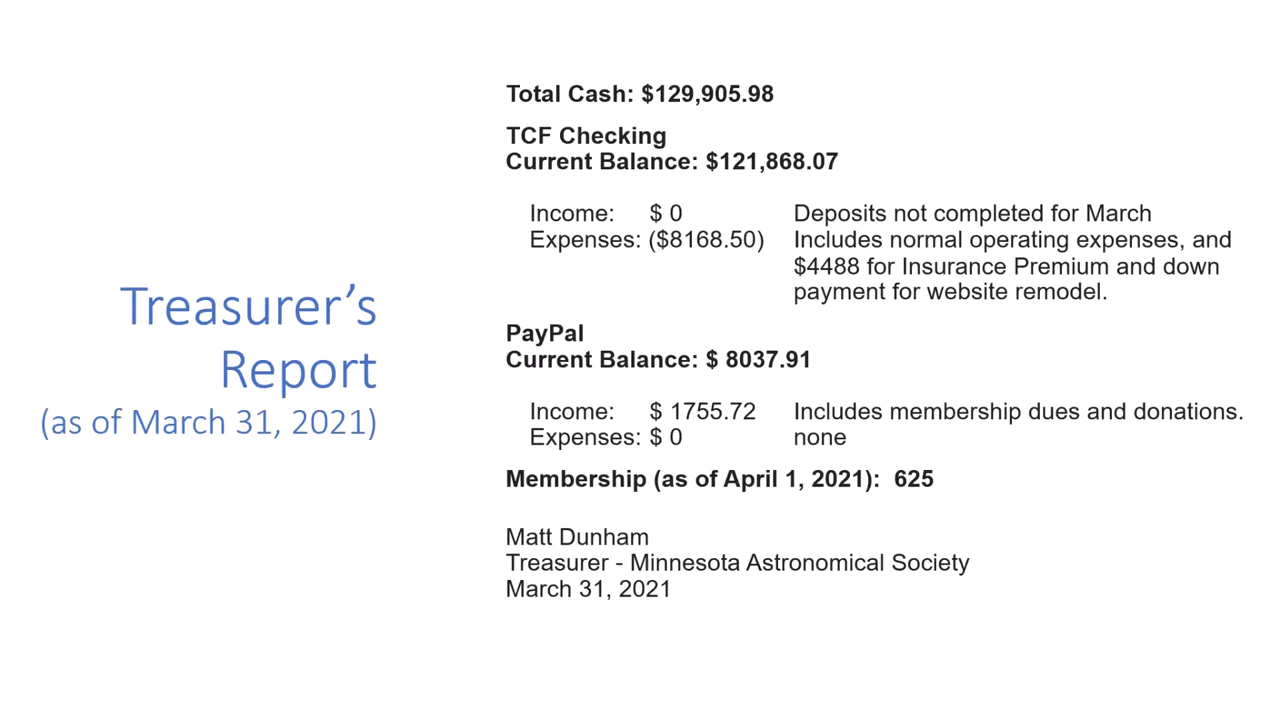 Treasurer's
Report
(as of March 31, 2021)
Total Cash: $129,905.98
TCF Checking
Current Balance: $121,868.07
Income: $ 0 Deposits not completed for March
Expenses: ($8168.50) Includes normal operating expenses, and
$4488 for Insurance Premium and down
payment for website remodel.
PayPal
Current Balance: $ 8037.91
Income: $ 1755.72 Includes membership dues and donations.
Expenses: $ 0 none
Membership (as of April 1, 2021): 625
Matt Dunham
Treasurer - Minnesota Astronomical Society
March 31, 2021